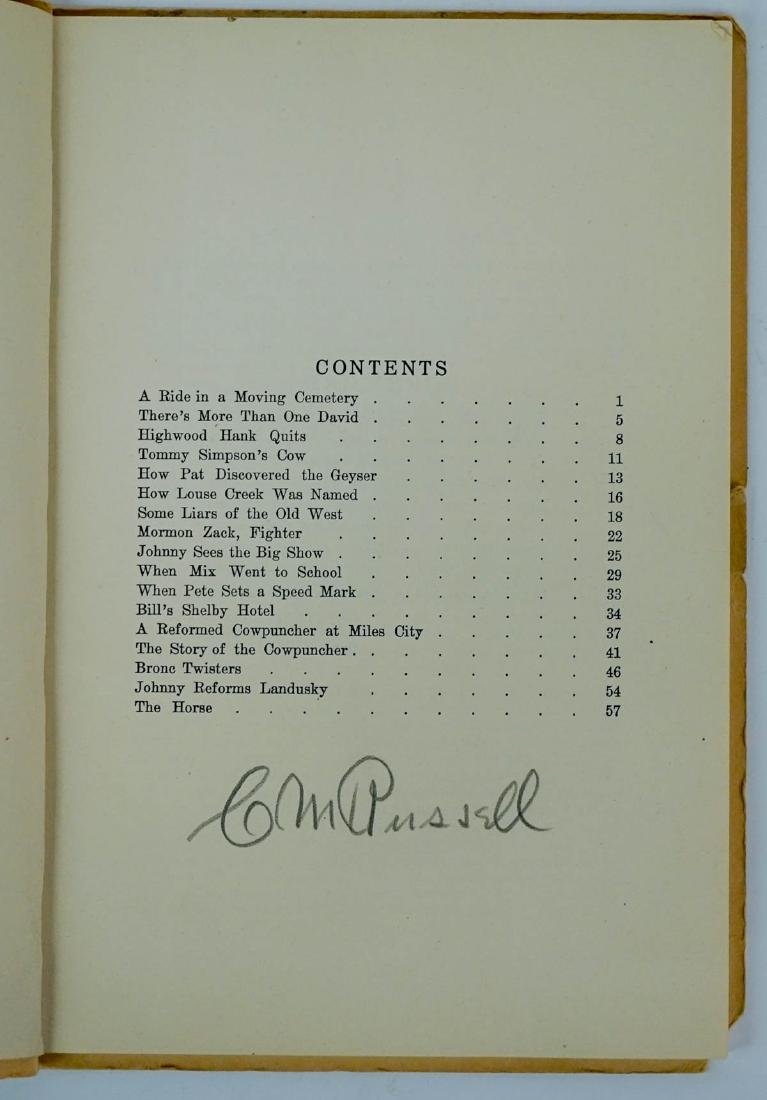 CONTENTS
A Ride in a Moving Cemetery . . . . . . . 1
There's More Than One David . . . . . . . 5
Highwood Hank Quits . . . . . . . . 8
Tommy Simpson's Cow . . . . . . . . 11
How Pat Discovered the Geyser . . . . . . 13
How Louse Creek Was Named . . . . . . . 16
Some Liars of the Old West . . . . . . . 18
Mormon Zack, Fighter . . . . . . . . 22
Johnny Sees the Big Show . . . . . . . . 25
When Mix Went to School . . . . . . . 29
When Pete Sets a Speed Mark . . . . . . . 33
Bill's Shelby Hotel . . . . . . . . . 34
A Reformed Cowpuncher at Miles City . . . . . 37
The Story of the Cowpuncher . . . . . . . . 41
Bronc Twisters . . . . . . . . . . 46
Johnny Reforms Landusky . . . . . . . 54
The Horse . . . . . . . . . . . 57
C M Russell